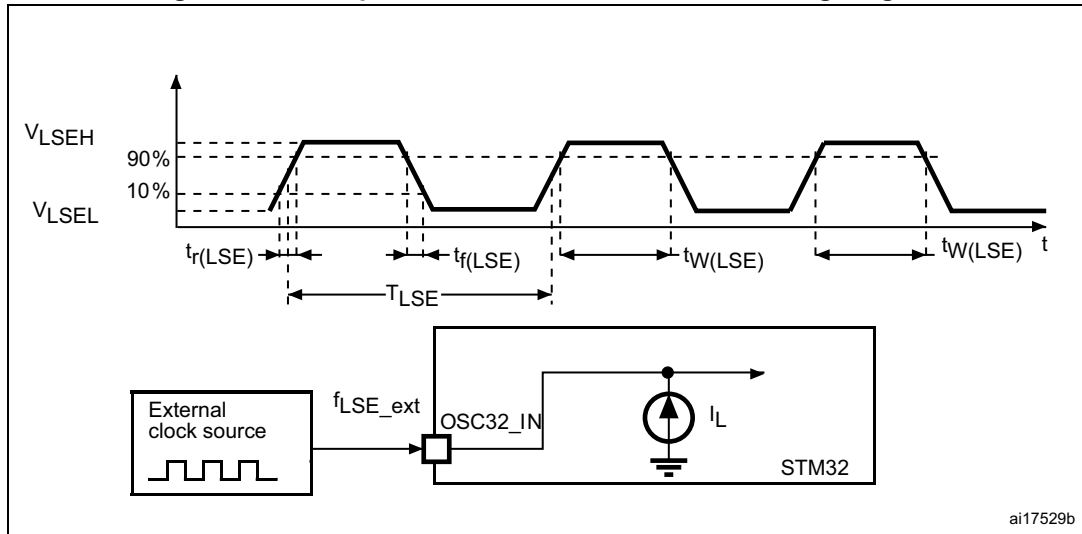 VLSEH
90%
10%
VLSEL
tr(LSE)
tf(LSE)
tW(LSE)
tW(LSE)
t
TLSE
External
clock source
fLSE_ext
OSC32_IN
IL
STM32
ai17529b